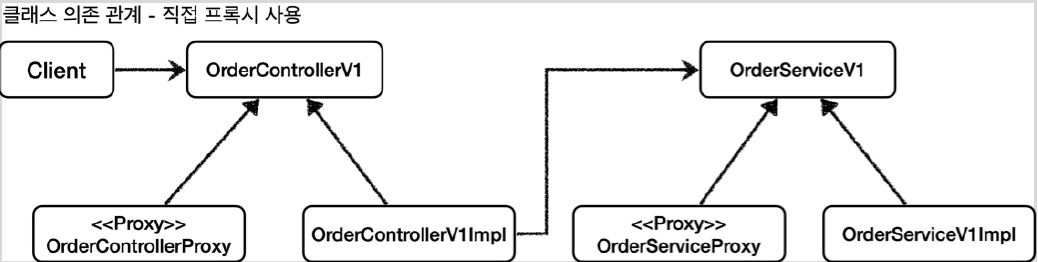 클래스 의존 관계 - 직접 프록시 사용
Client
OrderControllerV1
OrderServiceV1
<<Proxy>>
OrderControllerProxy
OrderControllerV1Impl
<<Proxy>>
OrderServiceProxy
OrderServiceV1Impl